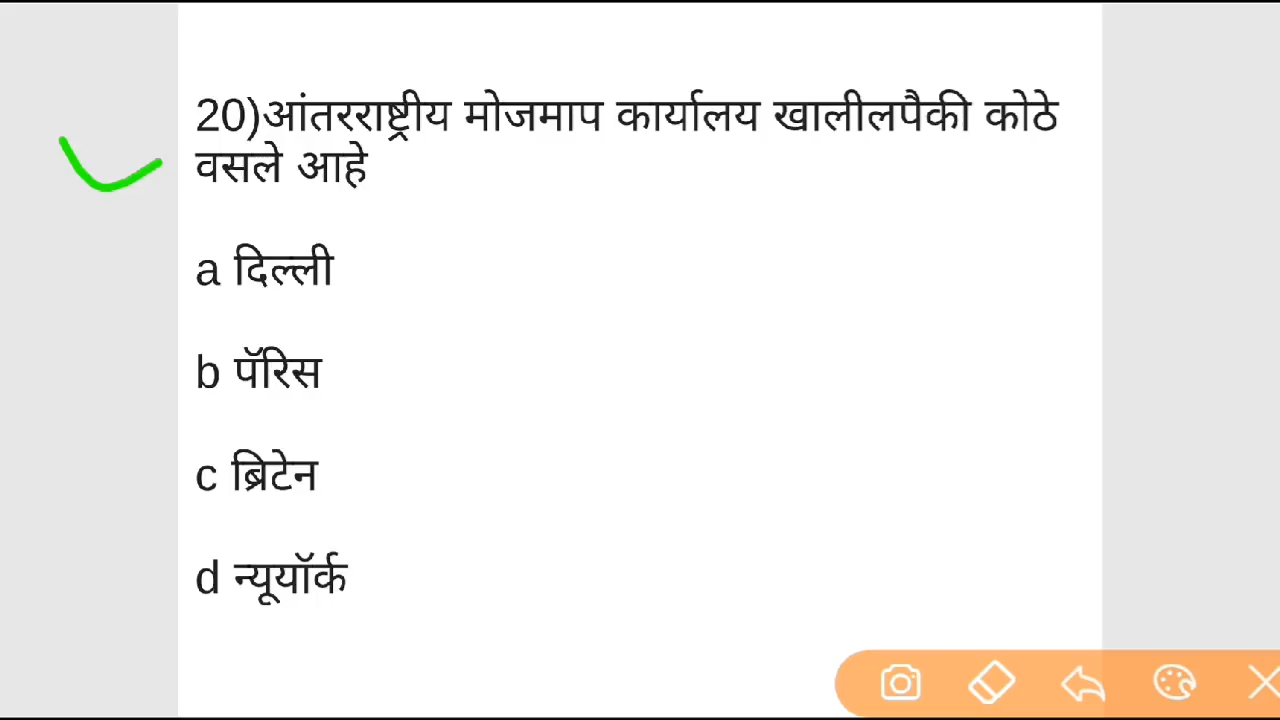 20)आंतरराष्ट्रीय मोजमाप कार्यालय खालीलपैकी कोठे
वसले आहे
a दिल्ली
b पॅरिस
c ब्रिटेन
d न्यूयॉर्क